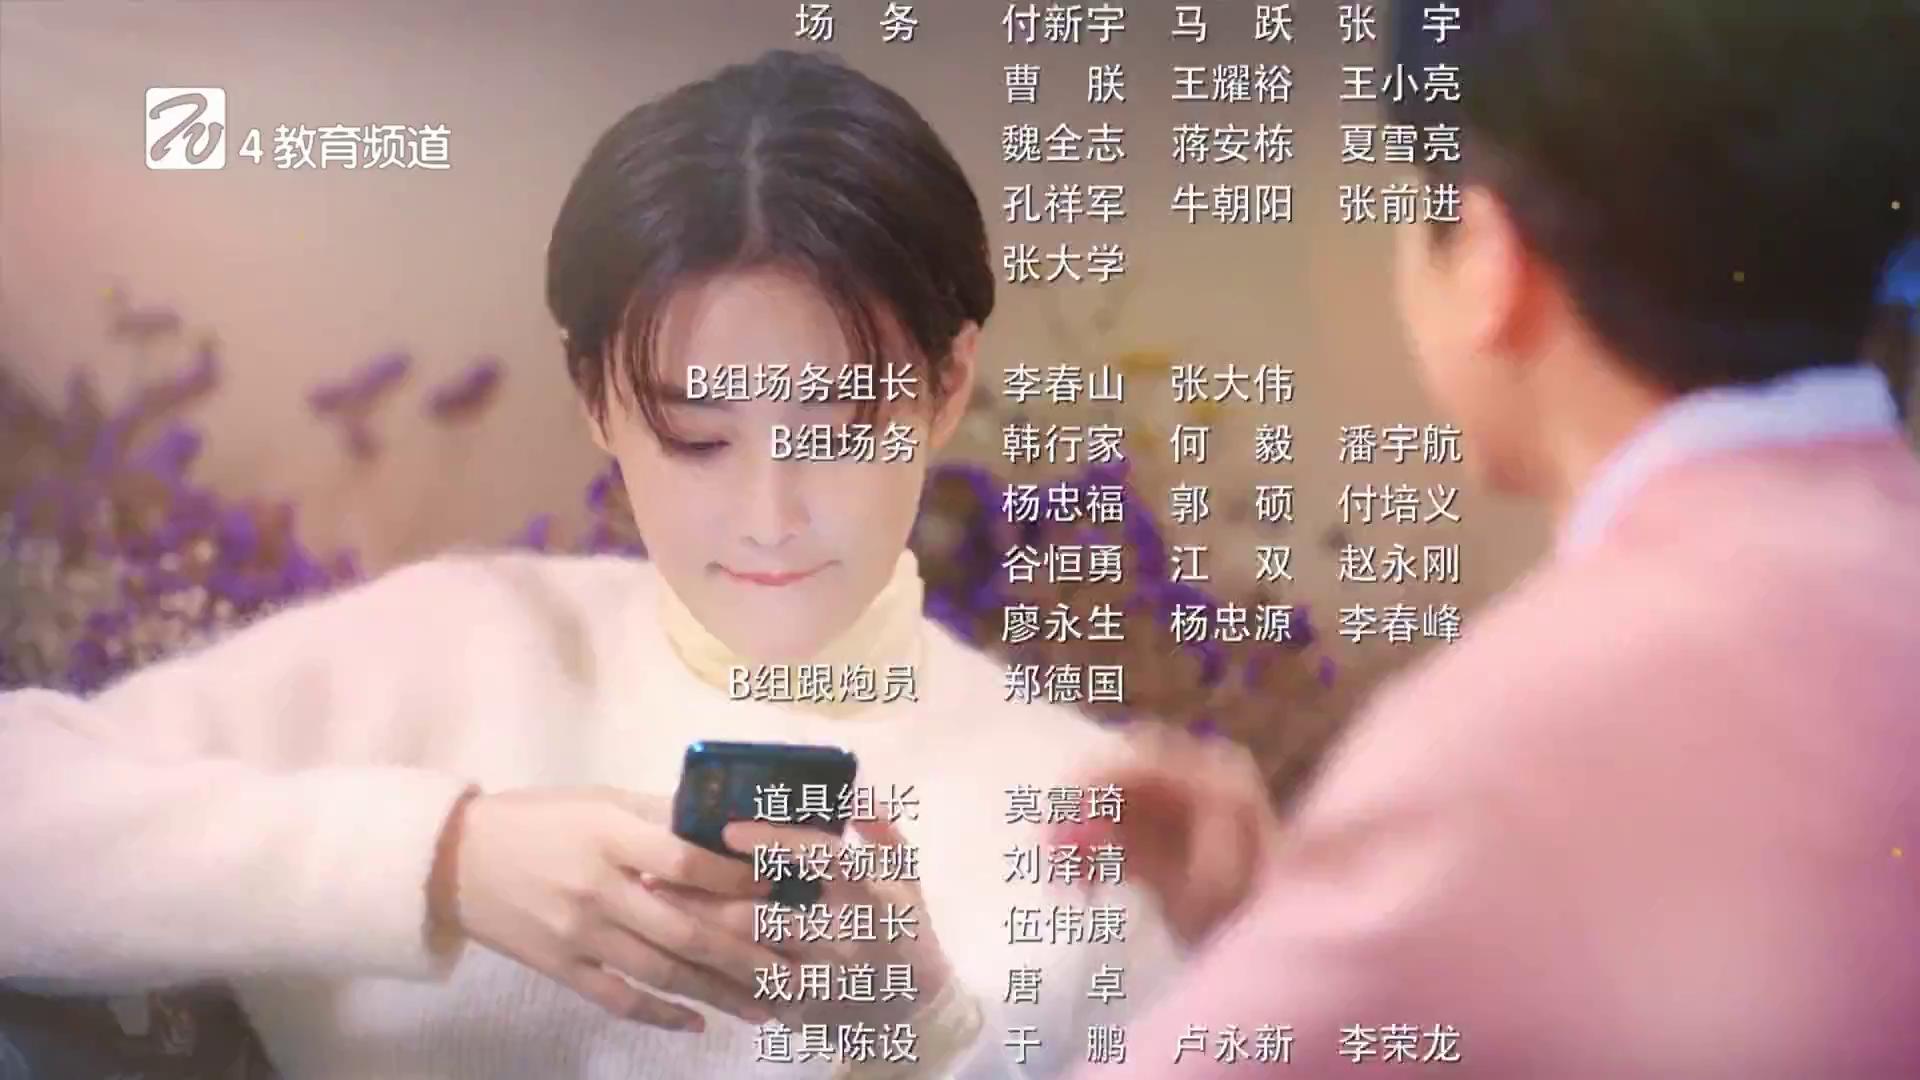 场 务 付新宇 马 跃 张 宇
曹 朕 王耀裕 王小亮
4 教育频道
魏全志 蒋安栋 夏雪亮
孔祥军 牛朝阳 张前进
张大学
B组场务组长 李春山 张大伟
B组场务 韩行家 何 毅 潘宇航
杨忠福 郭 硕 付培义
谷恒勇 江 双 赵永刚
廖永生 杨忠源 李春峰
B组跟炮员 郑德国
道具组长 莫震琦
陈设领班 刘泽清
陈设组长 伍伟康
戏用道具 唐 卓
道具陈设 于 鹏 卢永新 李荣龙